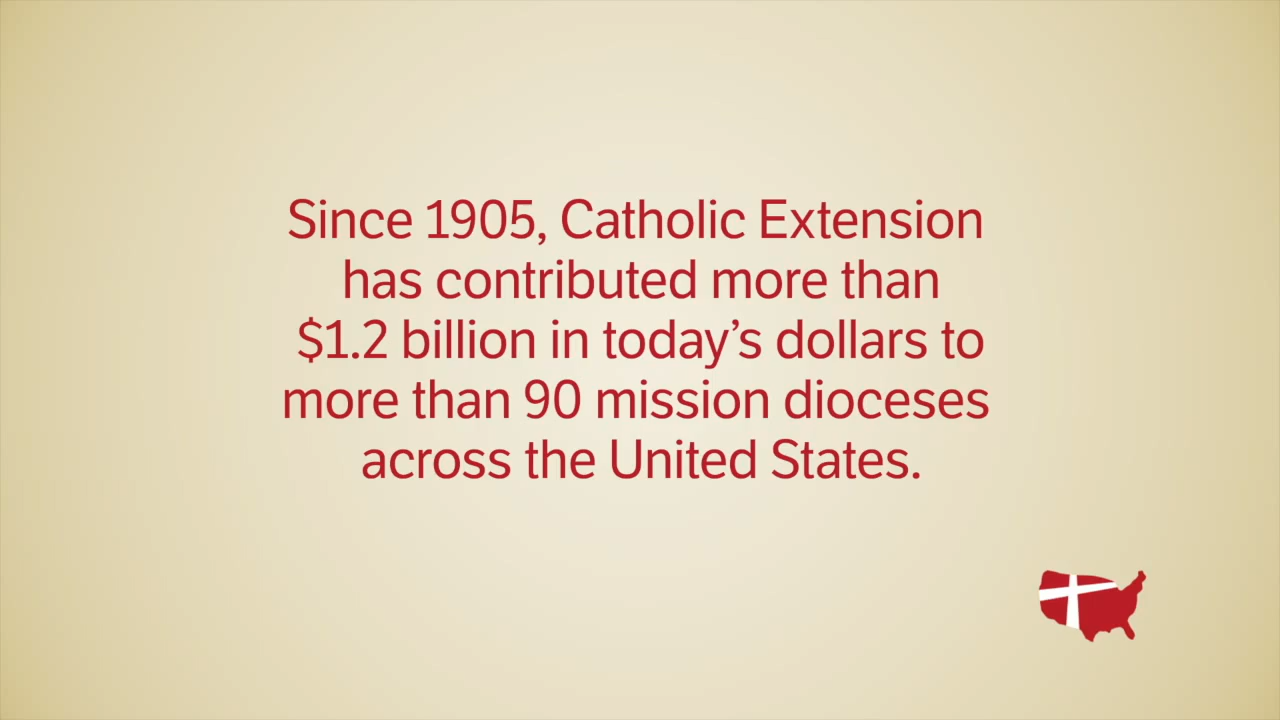 Since 1905, Catholic Extension
has contributed more than
$1.2 billion in today’s dollars to
more than 90 mission dioceses
across the United States.